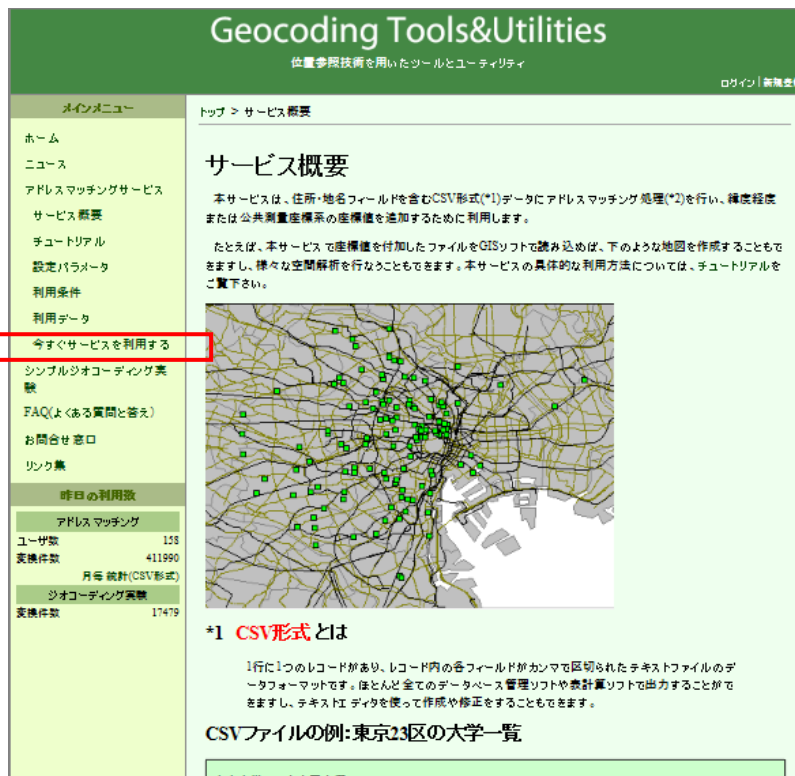 Geocoding Tools&Utilities
位置参照技術を用いたツールとユーティリティ
ログイン | 新規登
メインメニュー
ホーム
ニュース
アドレスマッチングサービス
サービス概要
チュートリアル
設定パラメータ
利用条件
利用データ
今すぐサービスを利用する
シンプルジオコーディング実
験
FAQ(よくある質問と答え)
お問合せ窓口
リンク集
昨日の利用数
アドレスマッチング
ユーザ数 158
変換件数 411990
月毎統計(CSV形式)
ジオコーディング実験
変換件数 17479
トップ > サービス概要
サービス概要
本サービスは、住所・地名フィールドを含むCSV形式(*1)データにアドレスマッチング処理(*2)を行い、緯度経度
または公共測量座標系の座標値を追加するために利用します。
たとえば、本サービスで座標値を付加したファイルをGISソフトで読み込めば、下のような地図を作成することもで
きますし、様々な空間解析を行なうこともできます。本サービスの具体的な利用方法については、チュートリアルを
ご覧下さい。
*1 CSV形式とは
1行に1つのレコードがあり、レコード内の各フィールドがカンマで区切られたテキストファイルのデ
ータフォーマットです。ほとんど全てのデータベース管理ソフトや表計算ソフトで出力することがで
きますし、テキストエディタを使って作成や修正をすることもできます。
CSVファイルの例:東京23区の大学一覧